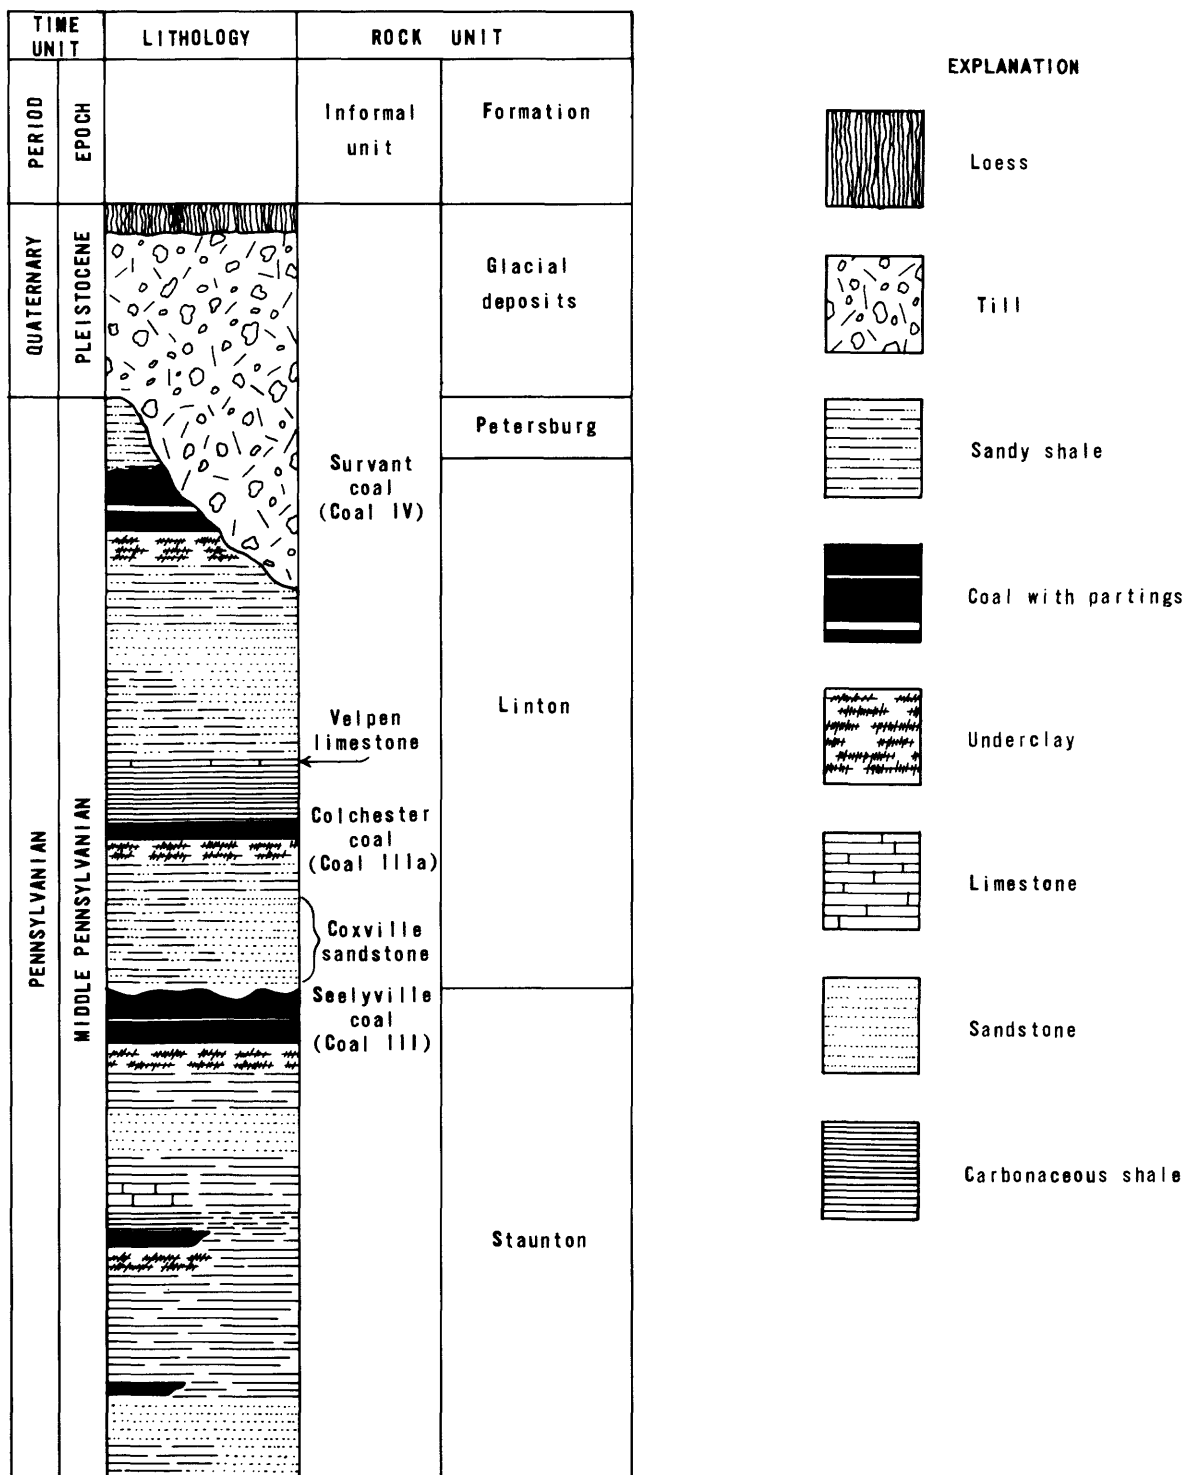 TIME
UNIT
LITHOLOGY
ROCK UNIT
PERIOD
EPOCH
Informal
unit
Formation
QUATERNARY
PLEISTOCENE
Glacial
deposits
Petersburg
Survant
coal
(Coal IV)
Linton
Velpen
limestone
Colchester
coal
(Coal IIIa)
PENNSYLVANIAN
MIDDLE PENNSYLVANIAN
Coxville
sandstone
Seelyville
coal
(Coal III)
Staunton
EXPLANATION
Loess
Till
Sandy shale
Coal with partings
Underclay
Limestone
Sandstone
Carbonaceous shale